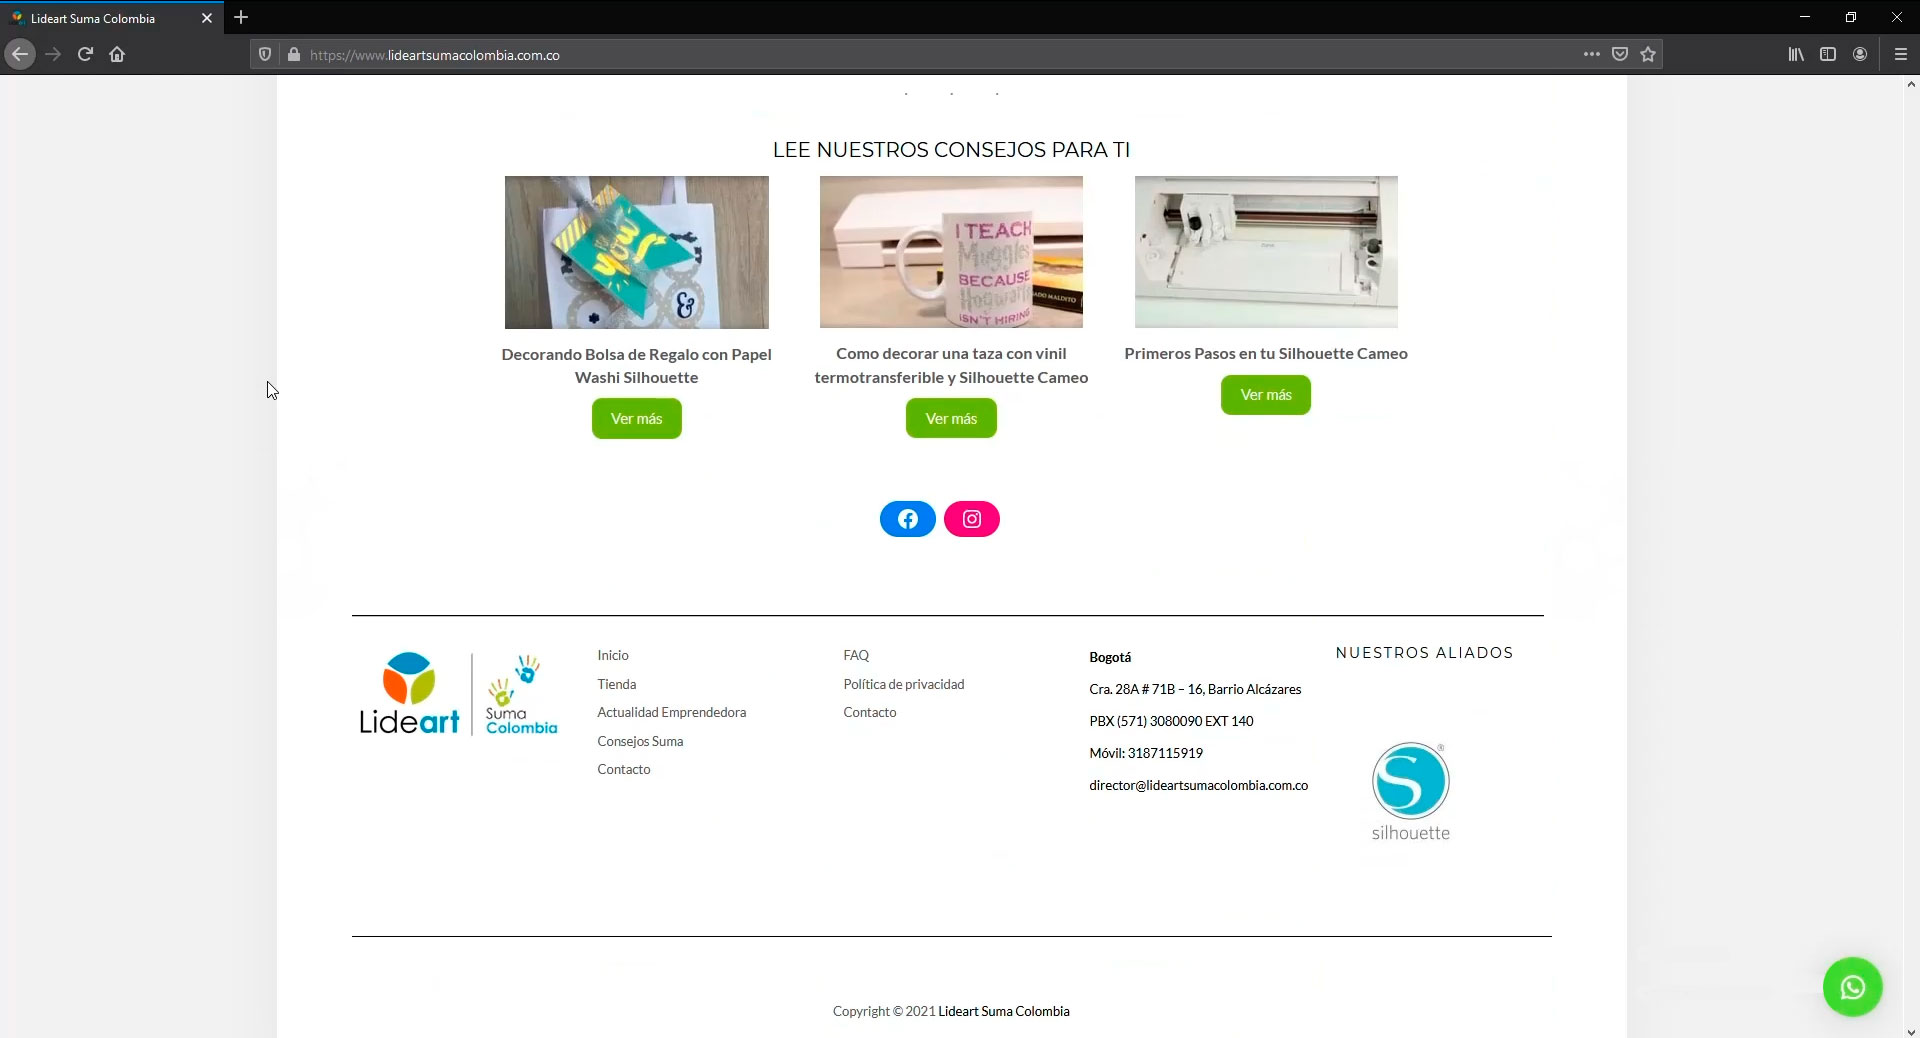 Lideart Suma Colombia
https://www.lideartsumacolombia.com.co
LEE NUESTROS CONSEJOS PARA TI
you
&
I TEACH
Muggles
BECAUSE
Hogwarts
ISN'T HIRING
MALDITO
Decorando Bolsa de Regalo con Papel
Washi Silhouette
Ver más
Como decorar una taza con vinil
termotransferible y Silhouette Cameo
Ver más
Primeros Pasos en tu Silhouette Cameo
Ver más
Lideart
Suma
Colombia
Inicio
Tienda
Actualidad Emprendedora
Consejos Suma
Contacto
FAQ
Política de privacidad
Contacto
Bogotá
Cra. 28A # 71B – 16, Barrio Alcázares
PBX (571) 3080090 EXT 140
Móvil: 3187115919
director@lideartsumacolombia.com.co
NUESTROS ALIADOS
S
®
silhouette
Copyright © 2021 Lideart Suma Colombia